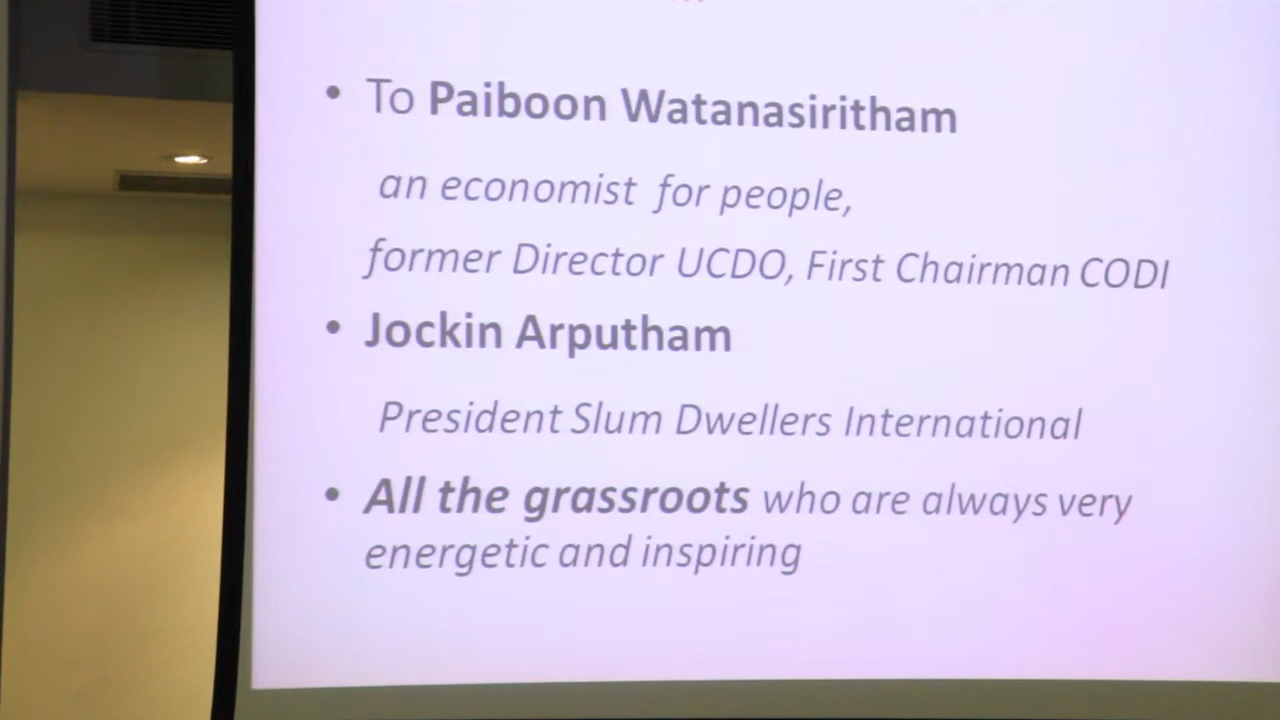 • To Paiboon Watanasiritham
an economist for people,
former Director UCDO, First Chairman CODI
• Jockin Arputham
President Slum Dwellers International
• All the grassroots who are always very
energetic and inspiring